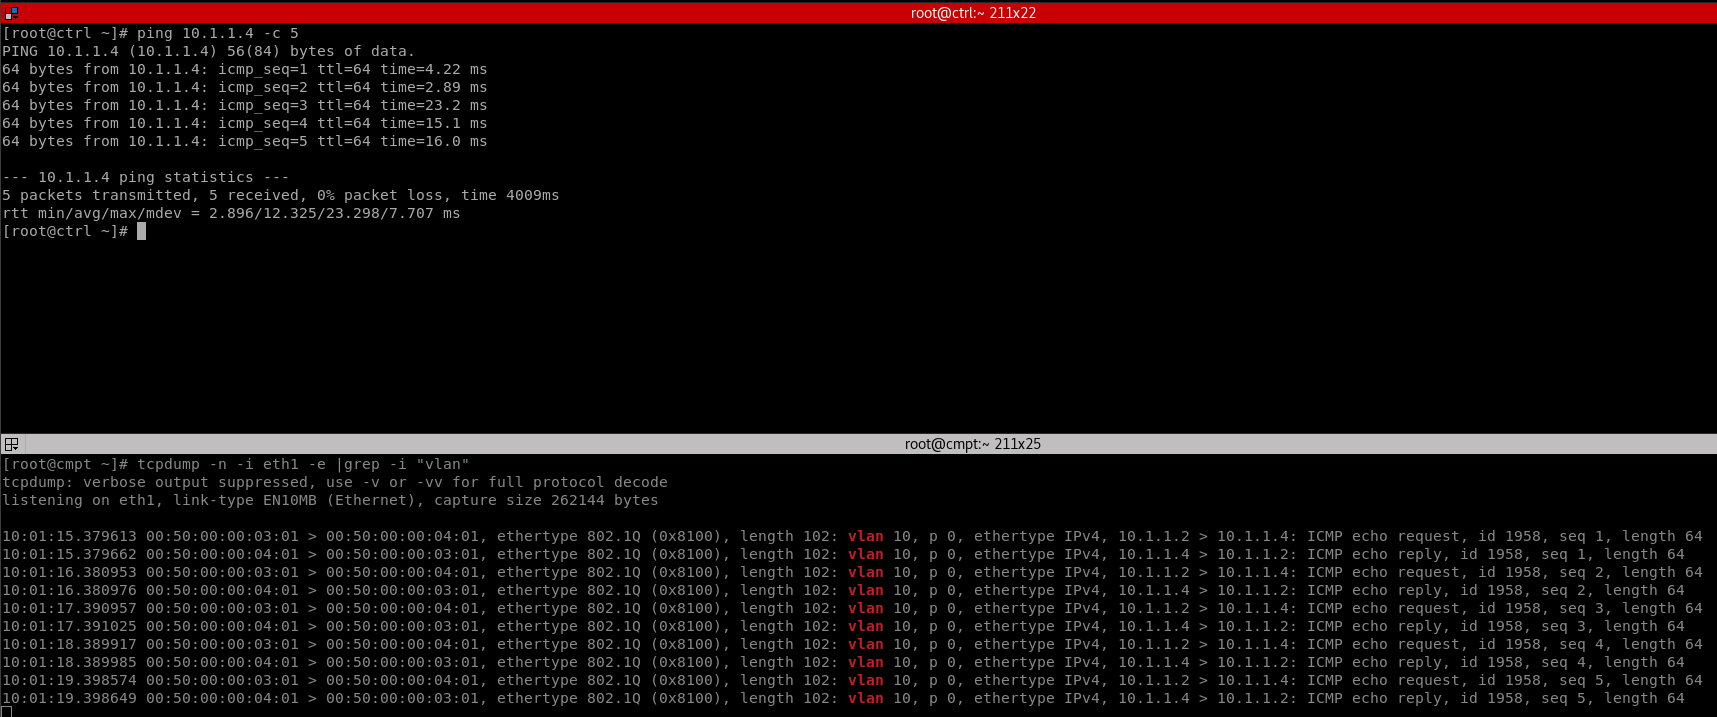 root@ctrl:~ 211x22
[root@ctrl ~]# ping 10.1.1.4 -c 5
PING 10.1.1.4 (10.1.1.4) 56(84) bytes of data.
64 bytes from 10.1.1.4: icmp_seq=1 ttl=64 time=4.22 ms
64 bytes from 10.1.1.4: icmp_seq=2 ttl=64 time=2.89 ms
64 bytes from 10.1.1.4: icmp_seq=3 ttl=64 time=23.2 ms
64 bytes from 10.1.1.4: icmp_seq=4 ttl=64 time=15.1 ms
64 bytes from 10.1.1.4: icmp_seq=5 ttl=64 time=16.0 ms
--- 10.1.1.4 ping statistics ---
5 packets transmitted, 5 received, 0% packet loss, time 4009ms
rtt min/avg/max/mdev = 2.896/12.325/23.298/7.707 ms
[root@ctrl ~]#
root@cmpt:~ 211x25
[root@cmpt ~]# tcpdump -n -i eth1 -e |grep -i "vlan"
tcpdump: verbose output suppressed, use -v or -vv for full protocol decode
listening on eth1, link-type EN10MB (Ethernet), capture size 262144 bytes
10:01:15.379613 00:50:00:00:03:01 > 00:50:00:00:04:01, ethertype 802.1Q (0x8100), length 102: vlan 10, p 0, ethertype IPv4, 10.1.1.2 > 10.1.1.4: ICMP echo request, id 1958, seq 1, length 64
10:01:15.379662 00:50:00:00:04:01 > 00:50:00:00:03:01, ethertype 802.1Q (0x8100), length 102: vlan 10, p 0, ethertype IPv4, 10.1.1.4 > 10.1.1.2: ICMP echo reply, id 1958, seq 1, length 64
10:01:16.380953 00:50:00:00:03:01 > 00:50:00:00:04:01, ethertype 802.1Q (0x8100), length 102: vlan 10, p 0, ethertype IPv4, 10.1.1.2 > 10.1.1.4: ICMP echo request, id 1958, seq 2, length 64
10:01:16.380976 00:50:00:00:04:01 > 00:50:00:00:03:01, ethertype 802.1Q (0x8100), length 102: vlan 10, p 0, ethertype IPv4, 10.1.1.4 > 10.1.1.2: ICMP echo reply, id 1958, seq 2, length 64
10:01:17.390957 00:50:00:00:03:01 > 00:50:00:00:04:01, ethertype 802.1Q (0x8100), length 102: vlan 10, p 0, ethertype IPv4, 10.1.1.2 > 10.1.1.4: ICMP echo request, id 1958, seq 3, length 64
10:01:17.391025 00:50:00:00:04:01 > 00:50:00:00:03:01, ethertype 802.1Q (0x8100), length 102: vlan 10, p 0, ethertype IPv4, 10.1.1.4 > 10.1.1.2: ICMP echo reply, id 1958, seq 3, length 64
10:01:18.389917 00:50:00:00:03:01 > 00:50:00:00:04:01, ethertype 802.1Q (0x8100), length 102: vlan 10, p 0, ethertype IPv4, 10.1.1.2 > 10.1.1.4: ICMP echo request, id 1958, seq 4, length 64
10:01:18.389985 00:50:00:00:04:01 > 00:50:00:00:03:01, ethertype 802.1Q (0x8100), length 102: vlan 10, p 0, ethertype IPv4, 10.1.1.4 > 10.1.1.2: ICMP echo reply, id 1958, seq 4, length 64
10:01:19.398574 00:50:00:00:03:01 > 00:50:00:00:04:01, ethertype 802.1Q (0x8100), length 102: vlan 10, p 0, ethertype IPv4, 10.1.1.2 > 10.1.1.4: ICMP echo request, id 1958, seq 5, length 64
10:01:19.398649 00:50:00:00:04:01 > 00:50:00:00:03:01, ethertype 802.1Q (0x8100), length 102: vlan 10, p 0, ethertype IPv4, 10.1.1.4 > 10.1.1.2: ICMP echo reply, id 1958, seq 5, length 64